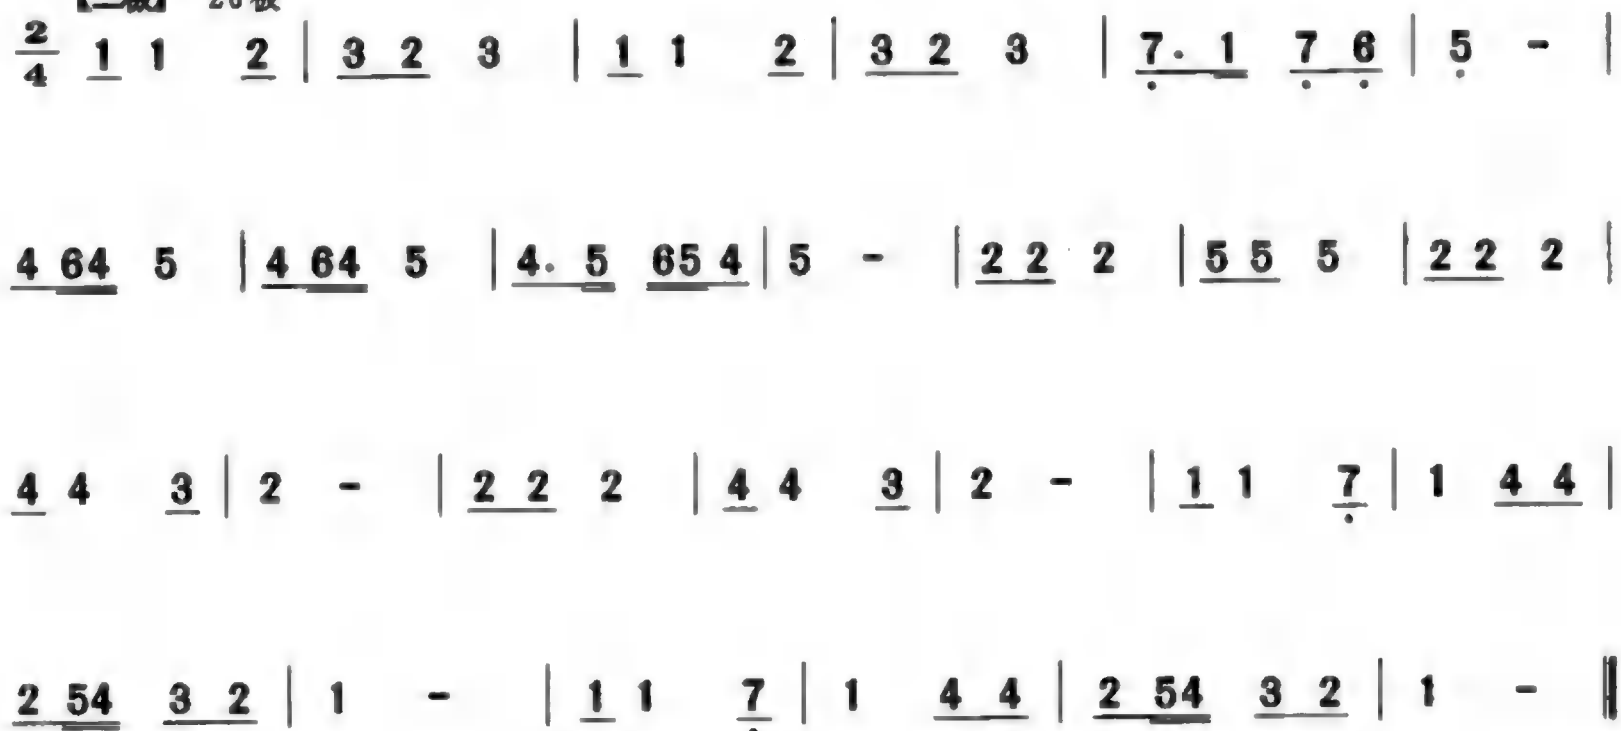 2/4 1 1 2 | 3 2 3 | 1 1 2 | 3 2 3 | 7. 1 7 6 | 5 - |
4 64 5 | 4 64 5 | 4. 5 65 4 | 5 - | 2 2 2 | 5 5 5 | 2 2 2 |
4 4 3 | 2 - | 2 2 2 | 4 4 3 | 2 - | 1 1 7 | 1 4 4 |
2 54 3 2 | 1 - | 1 1 7 | 1 4 4 | 2 54 3 2 | 1 - ‖